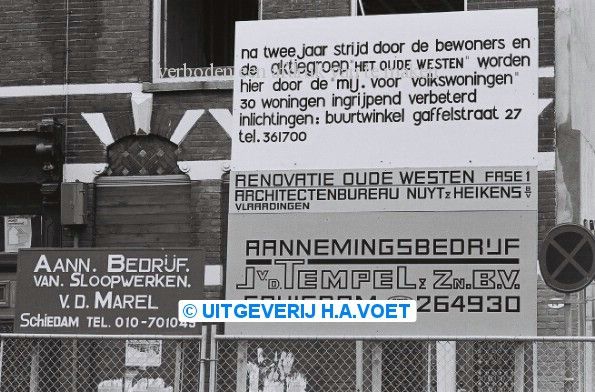 na twee jaar strijd door de bewoners en
de aktiegroep "HET OUDE WESTEN" worden
hier door de "mij. voor volkswoningen"
30 woningen ingrijpend verbeterd
inlichtingen: buurtwinkel gaffelstraat 27
tel. 361700
RENOVATIE OUDE WESTEN FASE 1
ARCHITECTENBUREAU NUYT & HEIKENS BV
VLAARDINGEN
AANNEMINGSBEDRIJF
J.v.d. TEMPEL & ZN. B.V.
264930
AANN. BEDRIJF.
VAN. SLOOPWERKEN.
V. D. MAREL
SCHIEDAM TEL. 010-701045
© UITGEVERIJ H.A.VOET
verboden